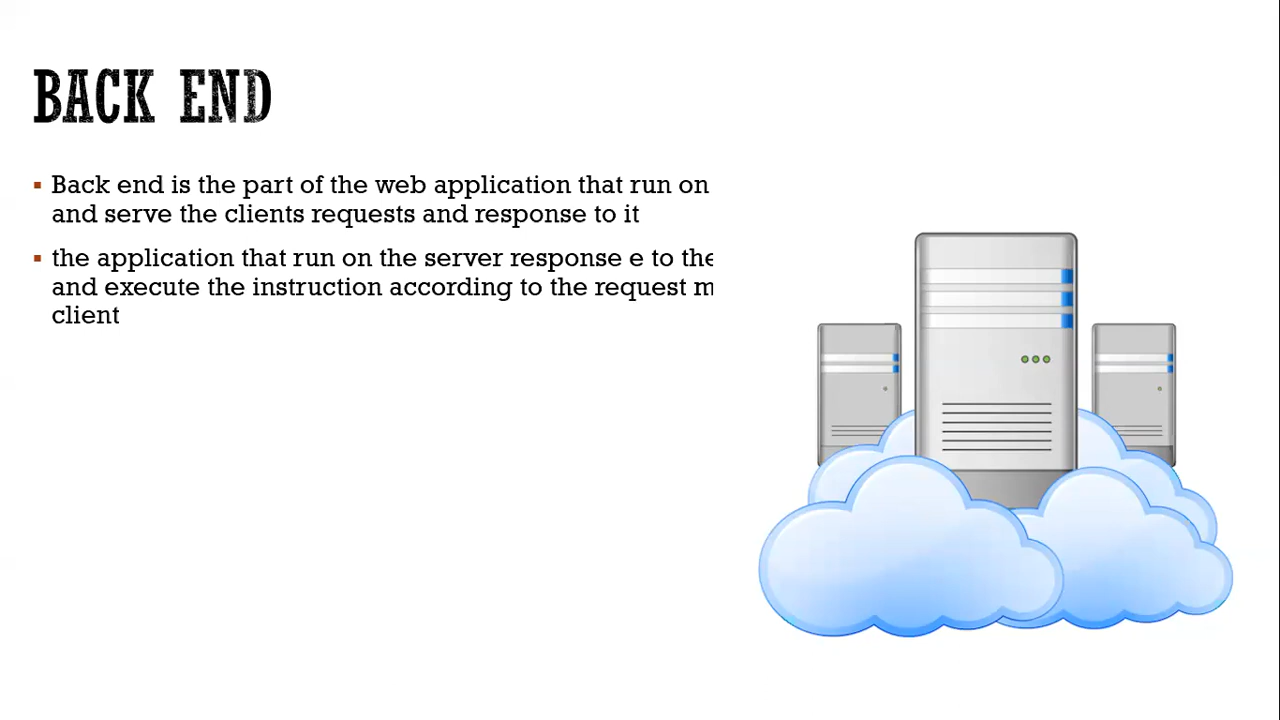 BACK END
Back end is the part of the web application that run on
and serve the clients requests and response to it
the application that run on the server response e to the
and execute the instruction according to the request m
client